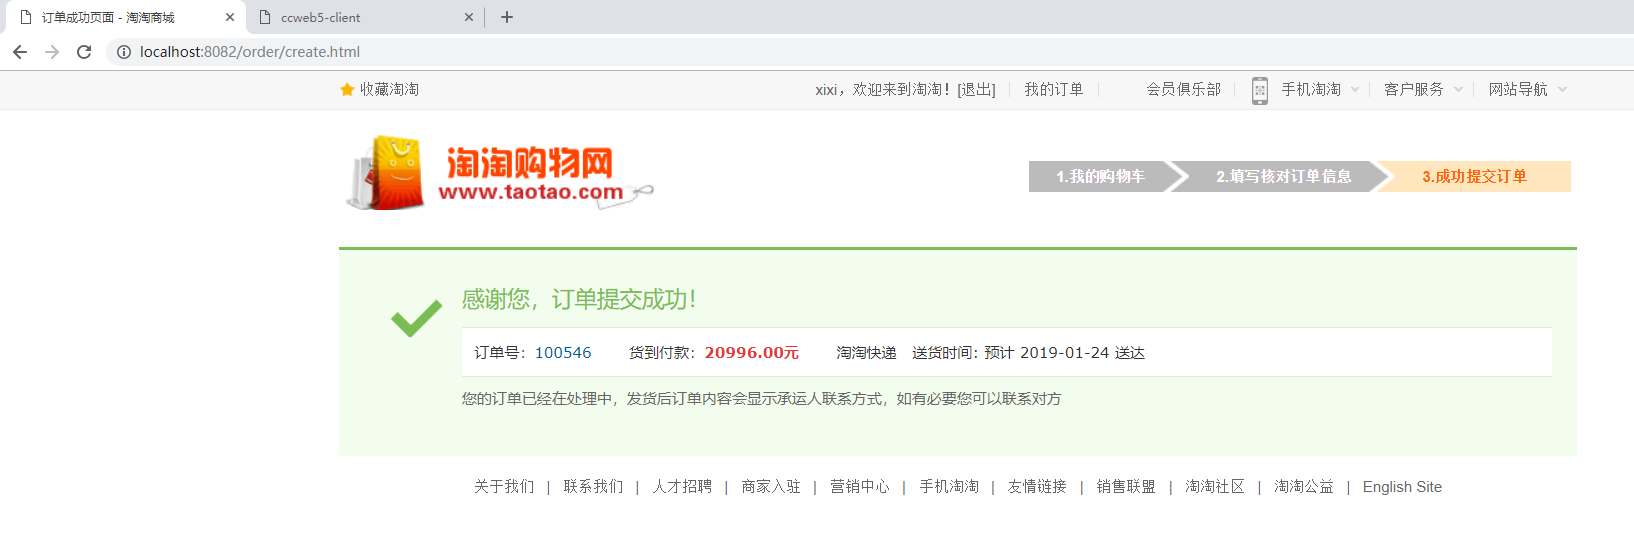 订单成功页面 - 淘淘商城
ccweb5-client
localhost:8082/order/create.html
收藏淘淘 xixi，欢迎来到淘淘！[退出] 我的订单 会员俱乐部 手机淘淘 客户服务 网站导航
淘淘购物网
www.taotao.com
1.我的购物车 2.填写核对订单信息 3.成功提交订单
感谢您，订单提交成功！
订单号：100546 货到付款：20996.00元 淘淘快递 送货时间: 预计 2019-01-24 送达
您的订单已经在处理中，发货后订单内容会显示承运人联系方式，如有必要您可以联系对方
关于我们 | 联系我们 | 人才招聘 | 商家入驻 | 营销中心 | 手机淘淘 | 友情链接 | 销售联盟 | 淘淘社区 | 淘淘公益 | English Site